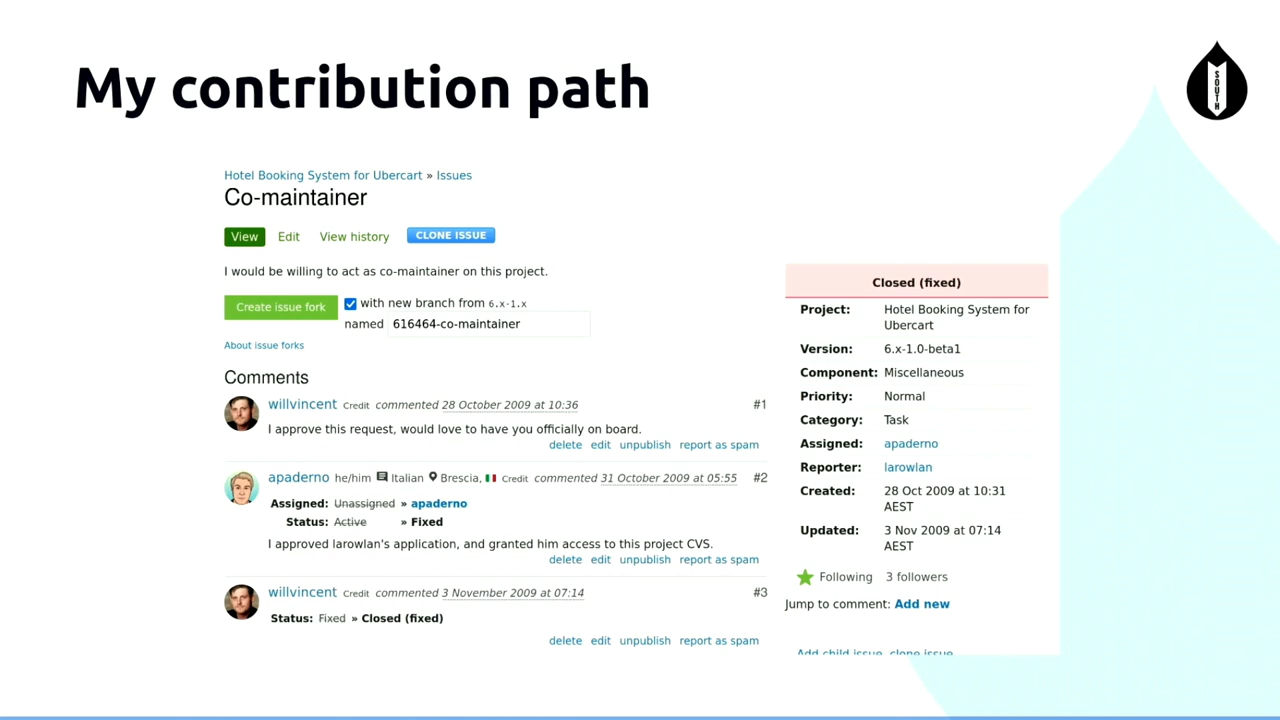 My contribution path
SOUTH
Hotel Booking System for Ubercart » Issues
Co-maintainer
View Edit View history CLONE ISSUE
I would be willing to act as co-maintainer on this project.
Create issue fork with new branch from 6.x-1.x
named 616464-co-maintainer
About issue forks
Comments
willvincent Credit commented 28 October 2009 at 10:36 #1
I approve this request, would love to have you officially on board.
delete edit unpublish report as spam
apaderno he/him Italian Brescia, Credit commented 31 October 2009 at 05:55 #2
Assigned: Unassigned » apaderno
Status: Active » Fixed
I approved larowlan's application, and granted him access to this project CVS.
delete edit unpublish report as spam
willvincent Credit commented 3 November 2009 at 07:14 #3
Status: Fixed » Closed (fixed)
delete edit unpublish report as spam
Closed (fixed)
Project: Hotel Booking System for
Ubercart
Version: 6.x-1.0-beta1
Component: Miscellaneous
Priority: Normal
Category: Task
Assigned: apaderno
Reporter: larowlan
Created: 28 Oct 2009 at 10:31
AEST
Updated: 3 Nov 2009 at 07:14
AEST
Following 3 followers
Jump to comment: Add new
Add child issue, clone issue